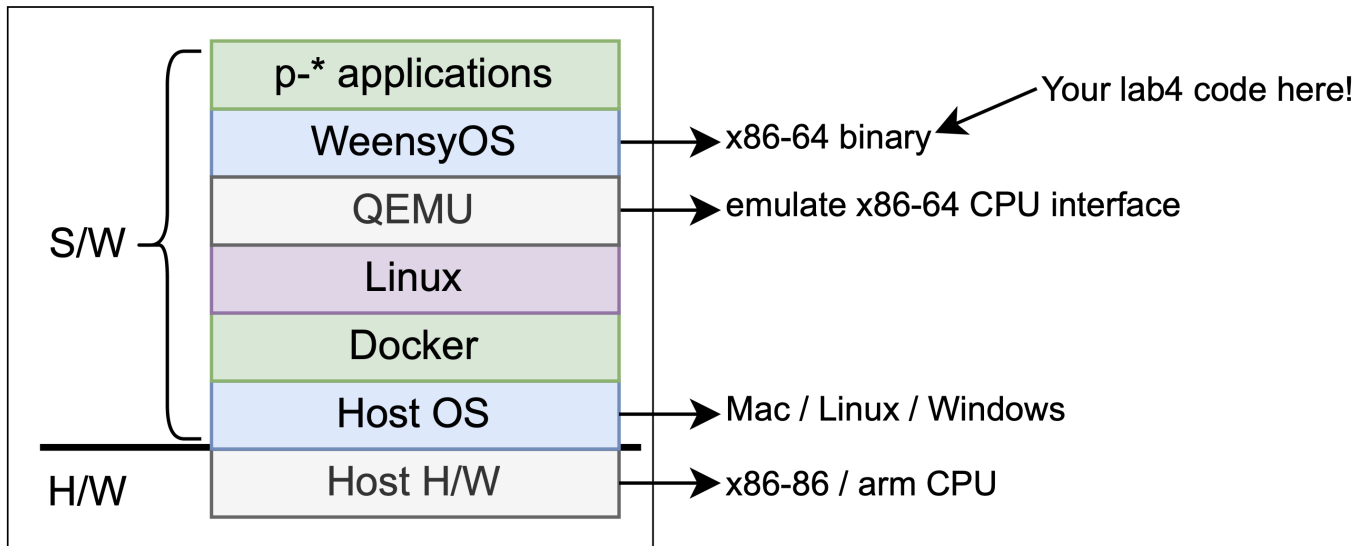 p-* applications
Your lab4 code here!
WeensyOS
x86-64 binary
QEMU
emulate x86-64 CPU interface
S/W
Linux
Docker
Host OS
Mac / Linux / Windows
H/W
Host H/W
x86-86 / arm CPU